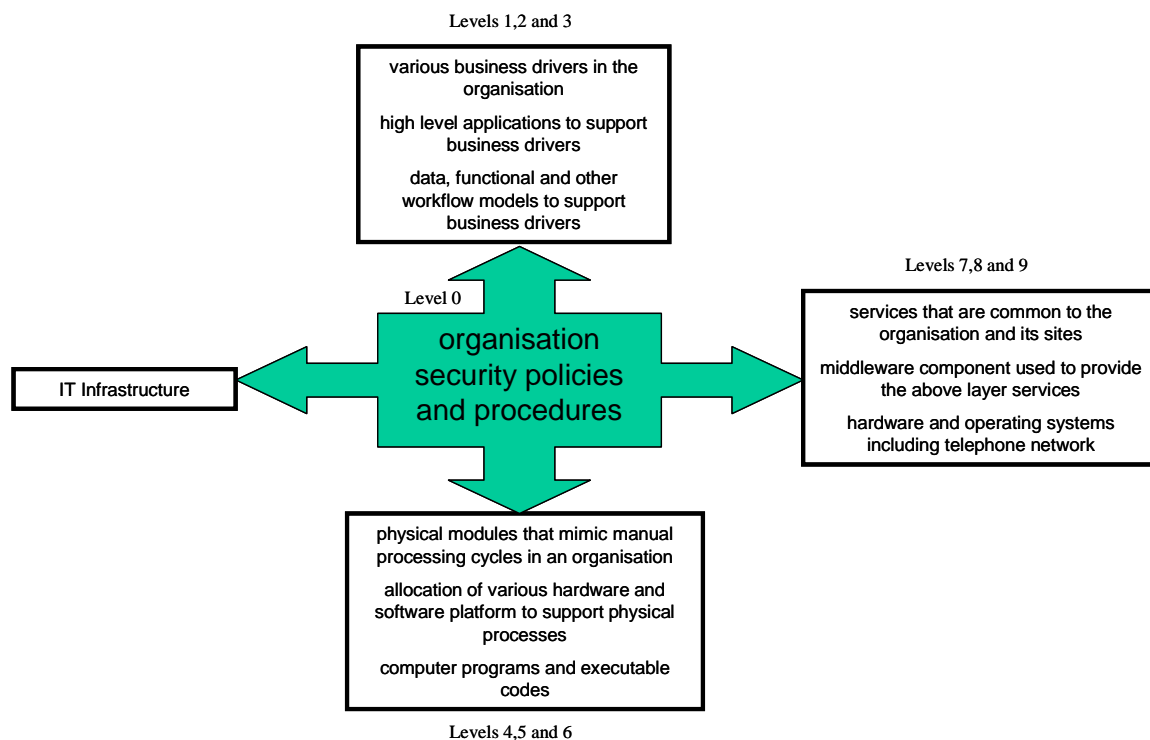 Levels 1,2 and 3
various business drivers in the
organisation
high level applications to support
business drivers
data, functional and other
workflow models to support
business drivers
Levels 7,8 and 9
services that are common to the
organisation and its sites
middleware component used to provide
the above layer services
hardware and operating systems
including telephone network
Level 0
organisation
security policies
and procedures
IT Infrastructure
physical modules that mimic manual
processing cycles in an organisation
allocation of various hardware and
software platform to support physical
processes
computer programs and executable
codes
Levels 4,5 and 6